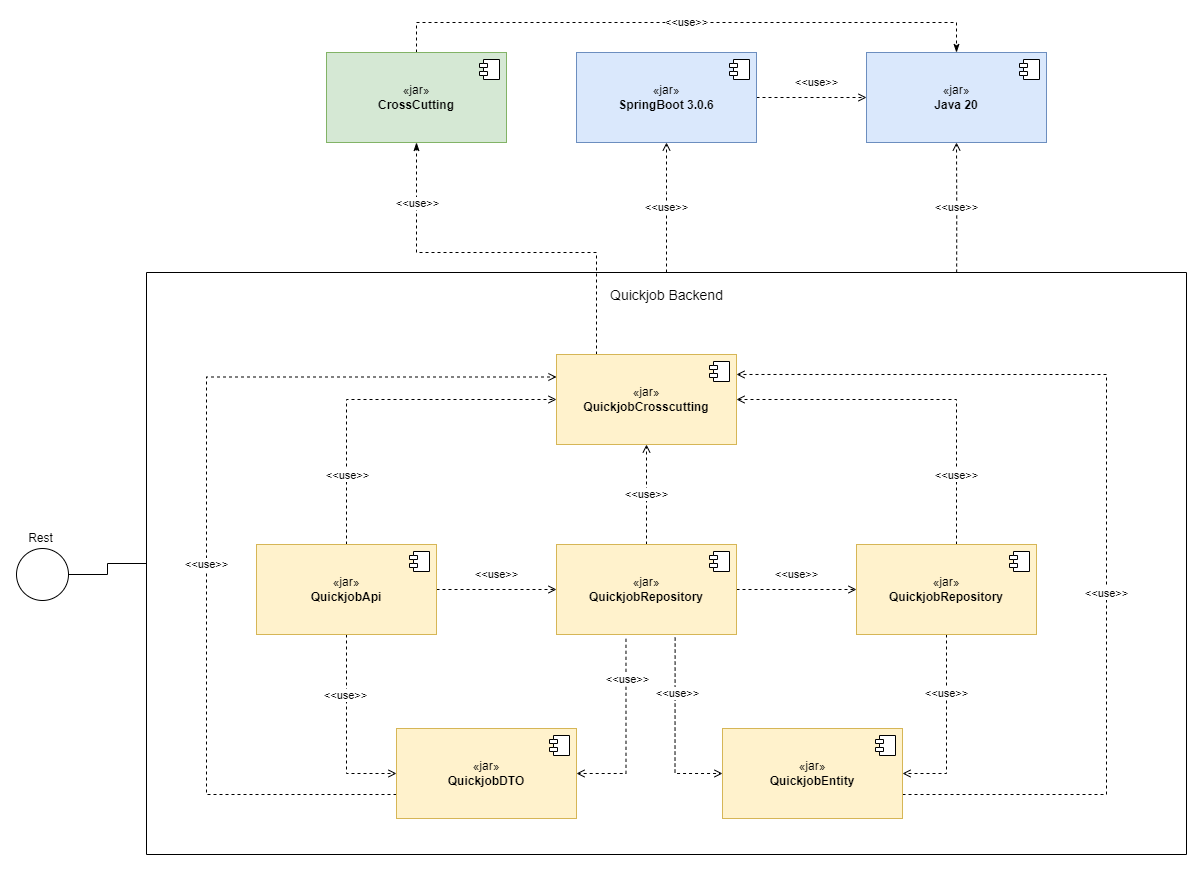 <<use>>
«jar»
CrossCutting
«jar»
SpringBoot 3.0.6
<<use>>
«jar»
Java 20
<<use>>
<<use>>
<<use>>
Quickjob Backend
«jar»
QuickjobCrosscutting
<<use>>
<<use>>
<<use>>
Rest
<<use>>
«jar»
QuickjobApi
<<use>>
«jar»
QuickjobRepository
<<use>>
«jar»
QuickjobRepository
<<use>>
<<use>>
<<use>>
<<use>>
<<use>>
«jar»
QuickjobDTO
«jar»
QuickjobEntity